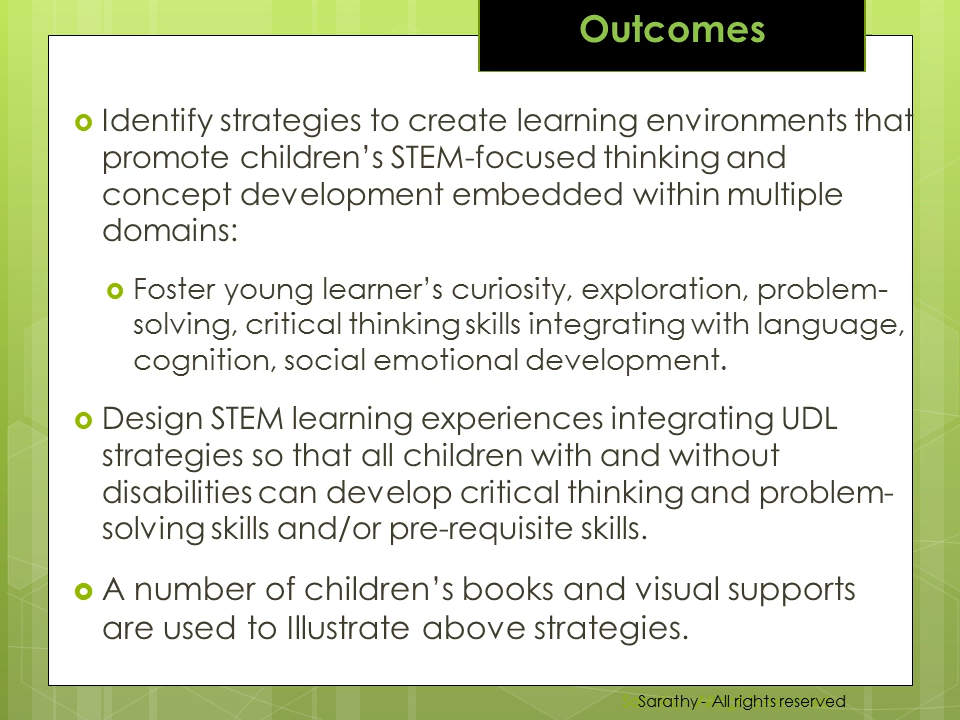 Outcomes
Identify strategies to create learning environments that
promote children’s STEM-focused thinking and
concept development embedded within multiple
domains:
Foster young learner’s curiosity, exploration, problem-
solving, critical thinking skills integrating with language,
cognition, social emotional development.
Design STEM learning experiences integrating UDL
strategies so that all children with and without
disabilities can develop critical thinking and problem-
solving skills and/or pre-requisite skills.
A number of children’s books and visual supports
are used to Illustrate above strategies.
Sarathy - All rights reserved